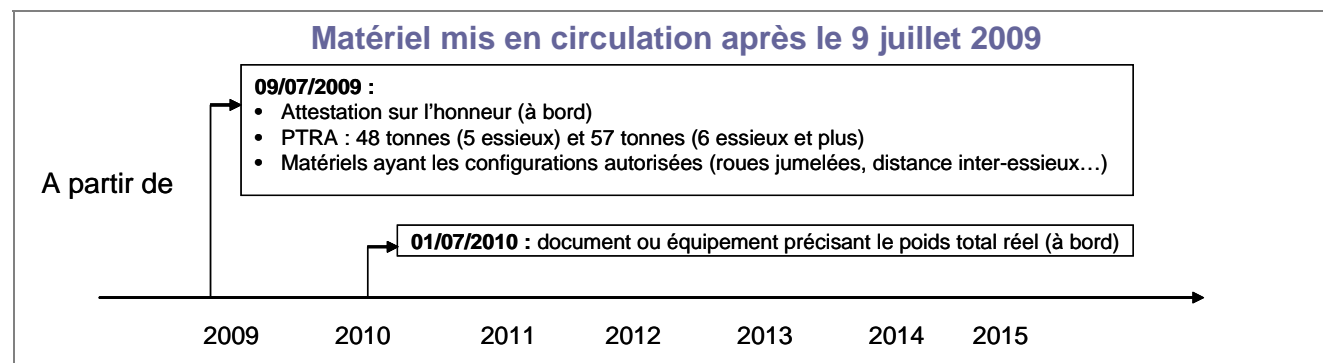 Matériel mis en circulation après le 9 juillet 2009
09/07/2009 :
• Attestation sur l'honneur (à bord)
• PTRA : 48 tonnes (5 essieux) et 57 tonnes (6 essieux et plus)
• Matériels ayant les configurations autorisées (roues jumelées, distance inter-essieux…)
A partir de
01/07/2010 : document ou équipement précisant le poids total réel (à bord)
2009 2010 2011 2012 2013 2014 2015